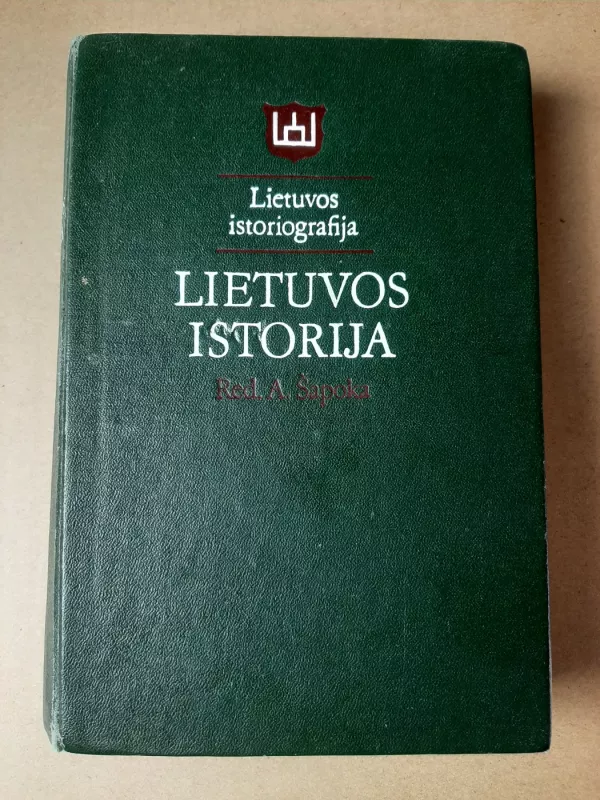 Lietuvos
istoriografija
LIETUVOS
ISTORIJA
Red. A. Šapoka